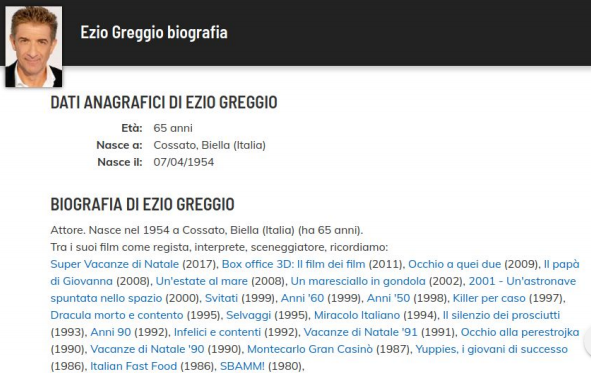 Ezio Greggio biografia
DATI ANAGRAFICI DI EZIO GREGGIO
Età: 65 anni
Nasce a: Cossato, Biella (Italia)
Nasce il: 07/04/1954
BIOGRAFIA DI EZIO GREGGIO
Attore. Nasce nel 1954 a Cossato, Biella (Italia) (ha 65 anni).
Tra i suoi film come regista, interprete, sceneggiatore, ricordiamo:
Super Vacanze di Natale (2017), Box office 3D: Il film dei film (2011), Occhio a quei due (2009), Il papà
di Giovanna (2008), Un'estate al mare (2008), Un maresciallo in gondola (2002), 2001 - Un'astronave
spuntata nello spazio (2000), Svitati (1999), Anni '60 (1999), Anni '50 (1998), Killer per caso (1997),
Dracula morto e contento (1995), Selvaggi (1995), Miracolo Italiano (1994), Il silenzio dei prosciutti
(1993), Anni 90 (1992), Infelici e contenti (1992), Vacanze di Natale '91 (1991), Occhio alla perestrojka
(1990), Vacanze di Natale '90 (1990), Montecarlo Gran Casinò (1987), Yuppies, i giovani di successo
(1986), Italian Fast Food (1986), SBAMM! (1980),